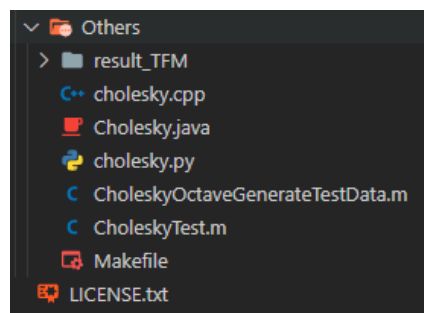 Others
result_TFM
C++ cholesky.cpp
Cholesky.java
cholesky.py
C CholeskyOctaveGenerateTestData.m
C CholeskyTest.m
Makefile
LICENSE.txt